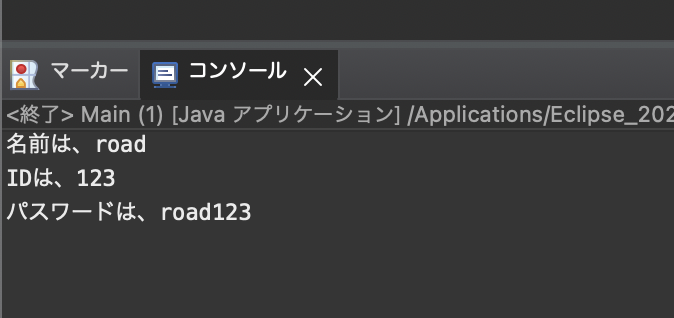 マーカー コンソール
<終了> Main (1) [Java アプリケーション] /Applications/Eclipse_202
名前は、road
IDは、123
パスワードは、road123